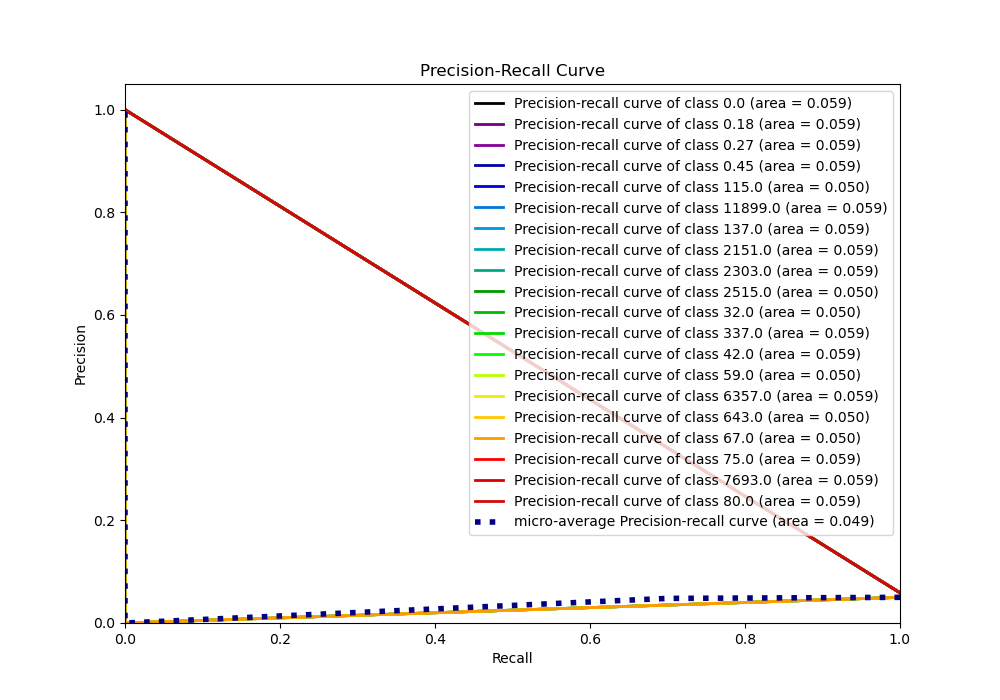 Precision-Recall Curve
Precision
1.0
0.8
0.6
0.4
0.2
0.0
Precision-recall curve of class 0.0 (area = 0.059)
Precision-recall curve of class 0.18 (area = 0.059)
Precision-recall curve of class 0.27 (area = 0.059)
Precision-recall curve of class 0.45 (area = 0.059)
Precision-recall curve of class 115.0 (area = 0.050)
Precision-recall curve of class 11899.0 (area = 0.059)
Precision-recall curve of class 137.0 (area = 0.059)
Precision-recall curve of class 2151.0 (area = 0.059)
Precision-recall curve of class 2303.0 (area = 0.059)
Precision-recall curve of class 2515.0 (area = 0.050)
Precision-recall curve of class 32.0 (area = 0.050)
Precision-recall curve of class 337.0 (area = 0.059)
Precision-recall curve of class 42.0 (area = 0.059)
Precision-recall curve of class 59.0 (area = 0.050)
Precision-recall curve of class 6357.0 (area = 0.059)
Precision-recall curve of class 643.0 (area = 0.050)
Precision-recall curve of class 67.0 (area = 0.050)
Precision-recall curve of class 75.0 (area = 0.059)
Precision-recall curve of class 7693.0 (area = 0.059)
Precision-recall curve of class 80.0 (area = 0.059)
micro-average Precision-recall curve (area = 0.049)
0.0 0.2 0.4 0.6 0.8 1.0
Recall